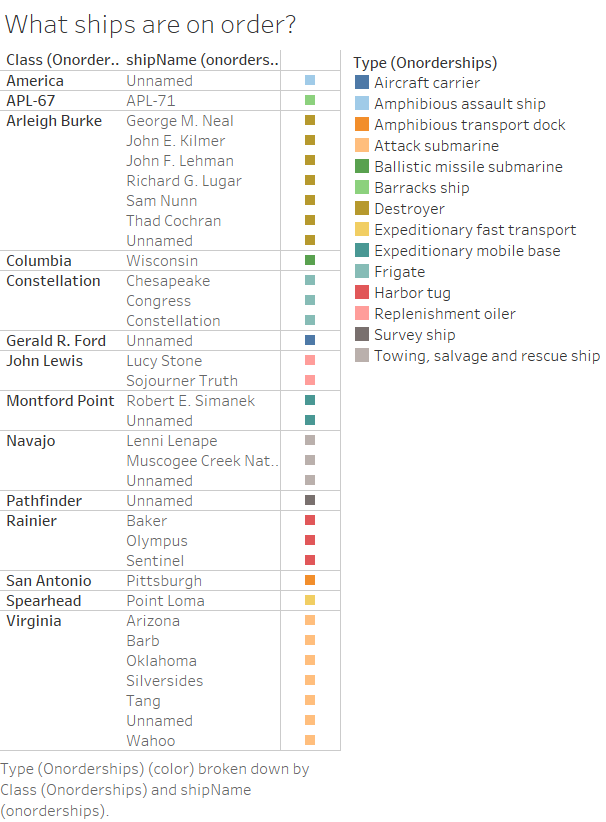 What ships are on order?
Class (Onorder.. shipName (onorders..
America Unnamed
APL-67 APL-71
Arleigh Burke George M. Neal
John E. Kilmer
John F. Lehman
Richard G. Lugar
Sam Nunn
Thad Cochran
Unnamed
Columbia Wisconsin
Constellation Chesapeake
Congress
Constellation
Gerald R. Ford Unnamed
John Lewis Lucy Stone
Sojourner Truth
Montford Point Robert E. Simanek
Unnamed
Navajo Lenni Lenape
Muscogee Creek Nat..
Unnamed
Pathfinder Unnamed
Rainier Baker
Olympus
Sentinel
San Antonio Pittsburgh
Spearhead Point Loma
Virginia Arizona
Barb
Oklahoma
Silversides
Tang
Unnamed
Wahoo
Type (Onorderships) (color) broken down by
Class (Onorderships) and shipName
(onorderships).
Type (Onorderships)
Aircraft carrier
Amphibious assault ship
Amphibious transport dock
Attack submarine
Ballistic missile submarine
Barracks ship
Destroyer
Expeditionary fast transport
Expeditionary mobile base
Frigate
Harbor tug
Replenishment oiler
Survey ship
Towing, salvage and rescue ship